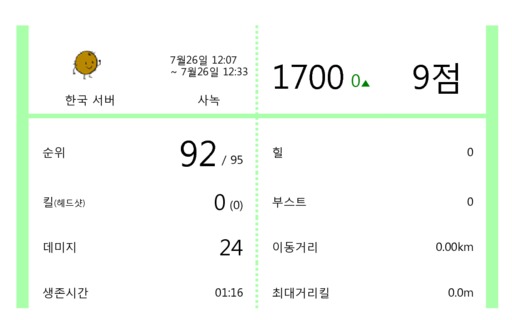 7월26일 12:07
~ 7월26일 12:33
한국 서버
사녹
1700 0▲
9점
순위
92 / 95
힐
0
킬(헤드샷)
0 (0)
부스트
0
데미지
24
이동거리
0.00km
생존시간
01:16
최대거리킬
0.0m